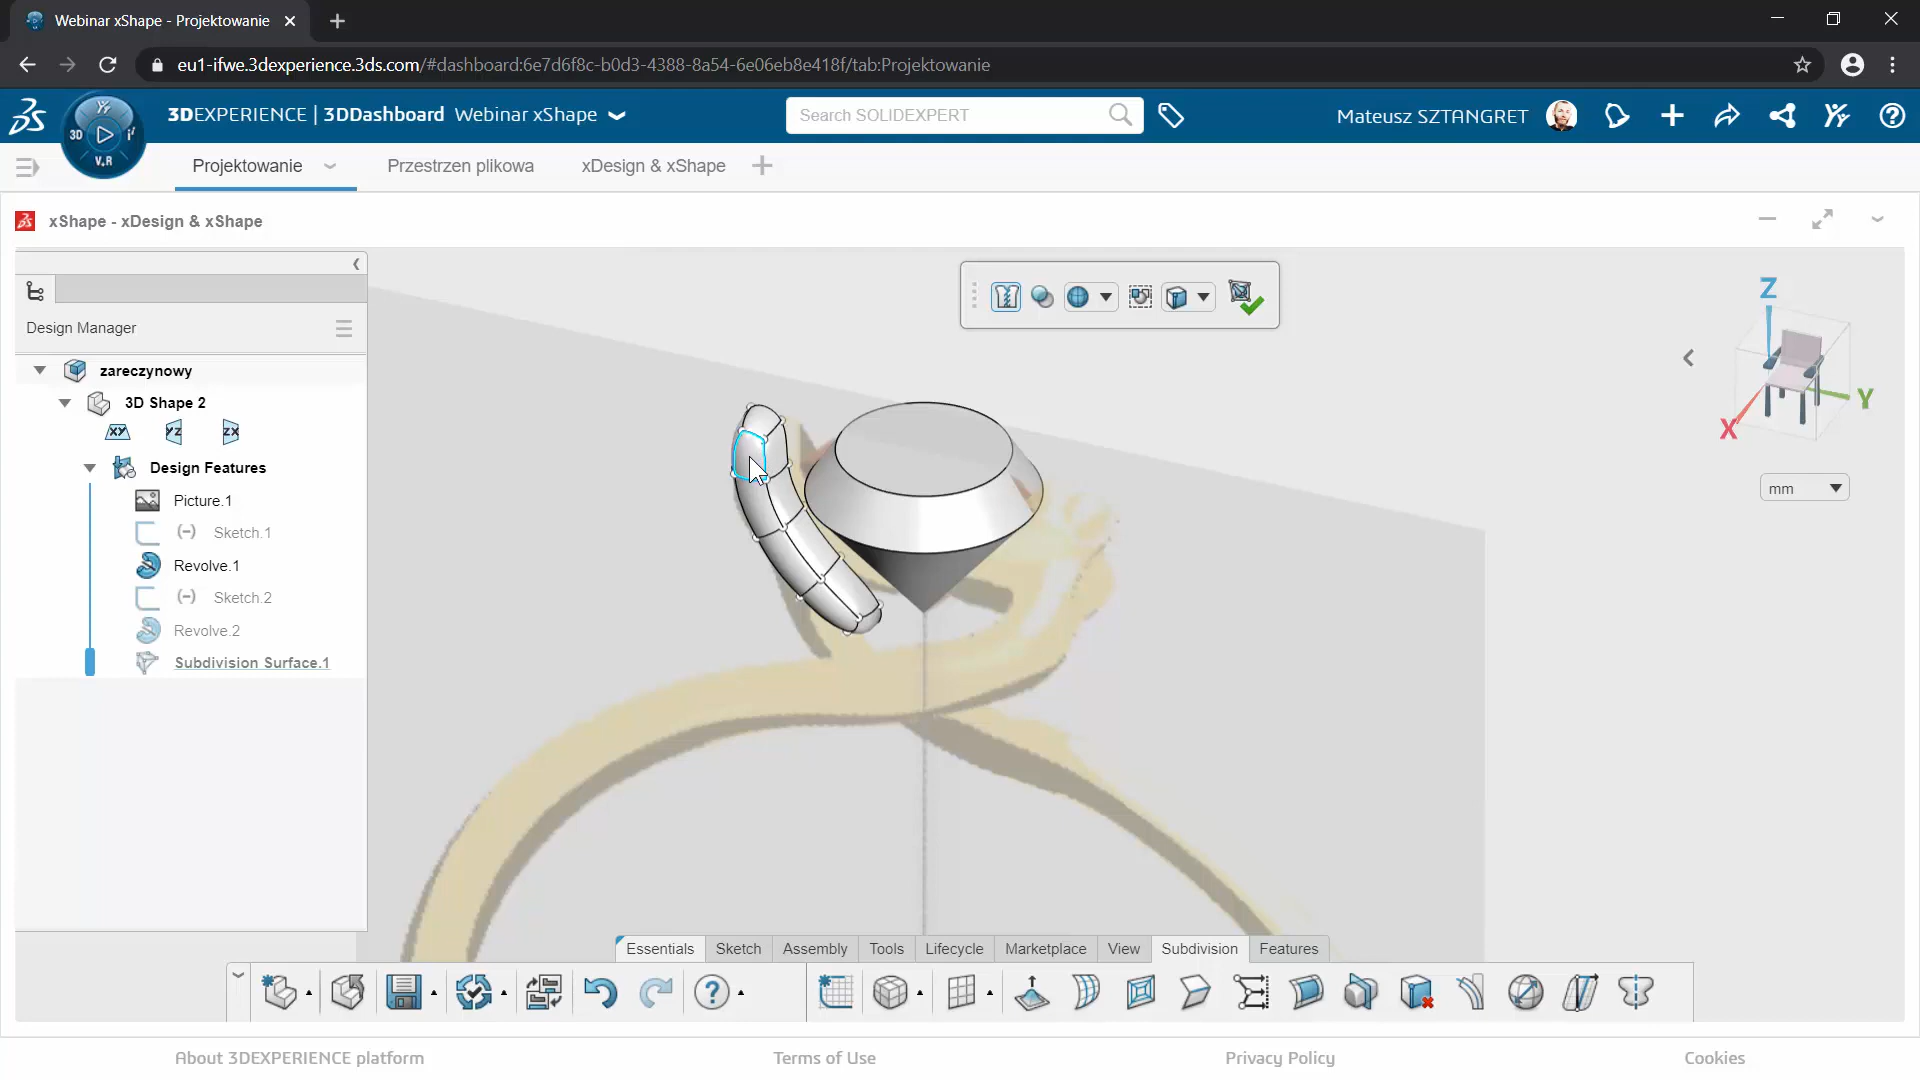 Webinar xShape - Projektowanie
eu1-ifwe.3dexperience.3ds.com/#dashboard:6e7d6f8c-b0d3-4388-8a54-6e06eb8e418f/tab:Projektowanie
3DEXPERIENCE | 3DDashboard Webinar xShape
Search SOLIDEXPERT
Mateusz SZTANGRET
3D
V.R
Projektowanie
Przestrzen plikowa
xDesign & xShape
xShape - xDesign & xShape
Design Manager
zareczynowy
3D Shape 2
XY YZ ZX
Design Features
Picture.1
(-) Sketch.1
Revolve.1
(-) Sketch.2
Revolve.2
Subdivision Surface.1
Z
Y
X
mm
Essentials Sketch Assembly Tools Lifecycle Marketplace View Subdivision Features
About 3DEXPERIENCE platform
Terms of Use
Privacy Policy
Cookies